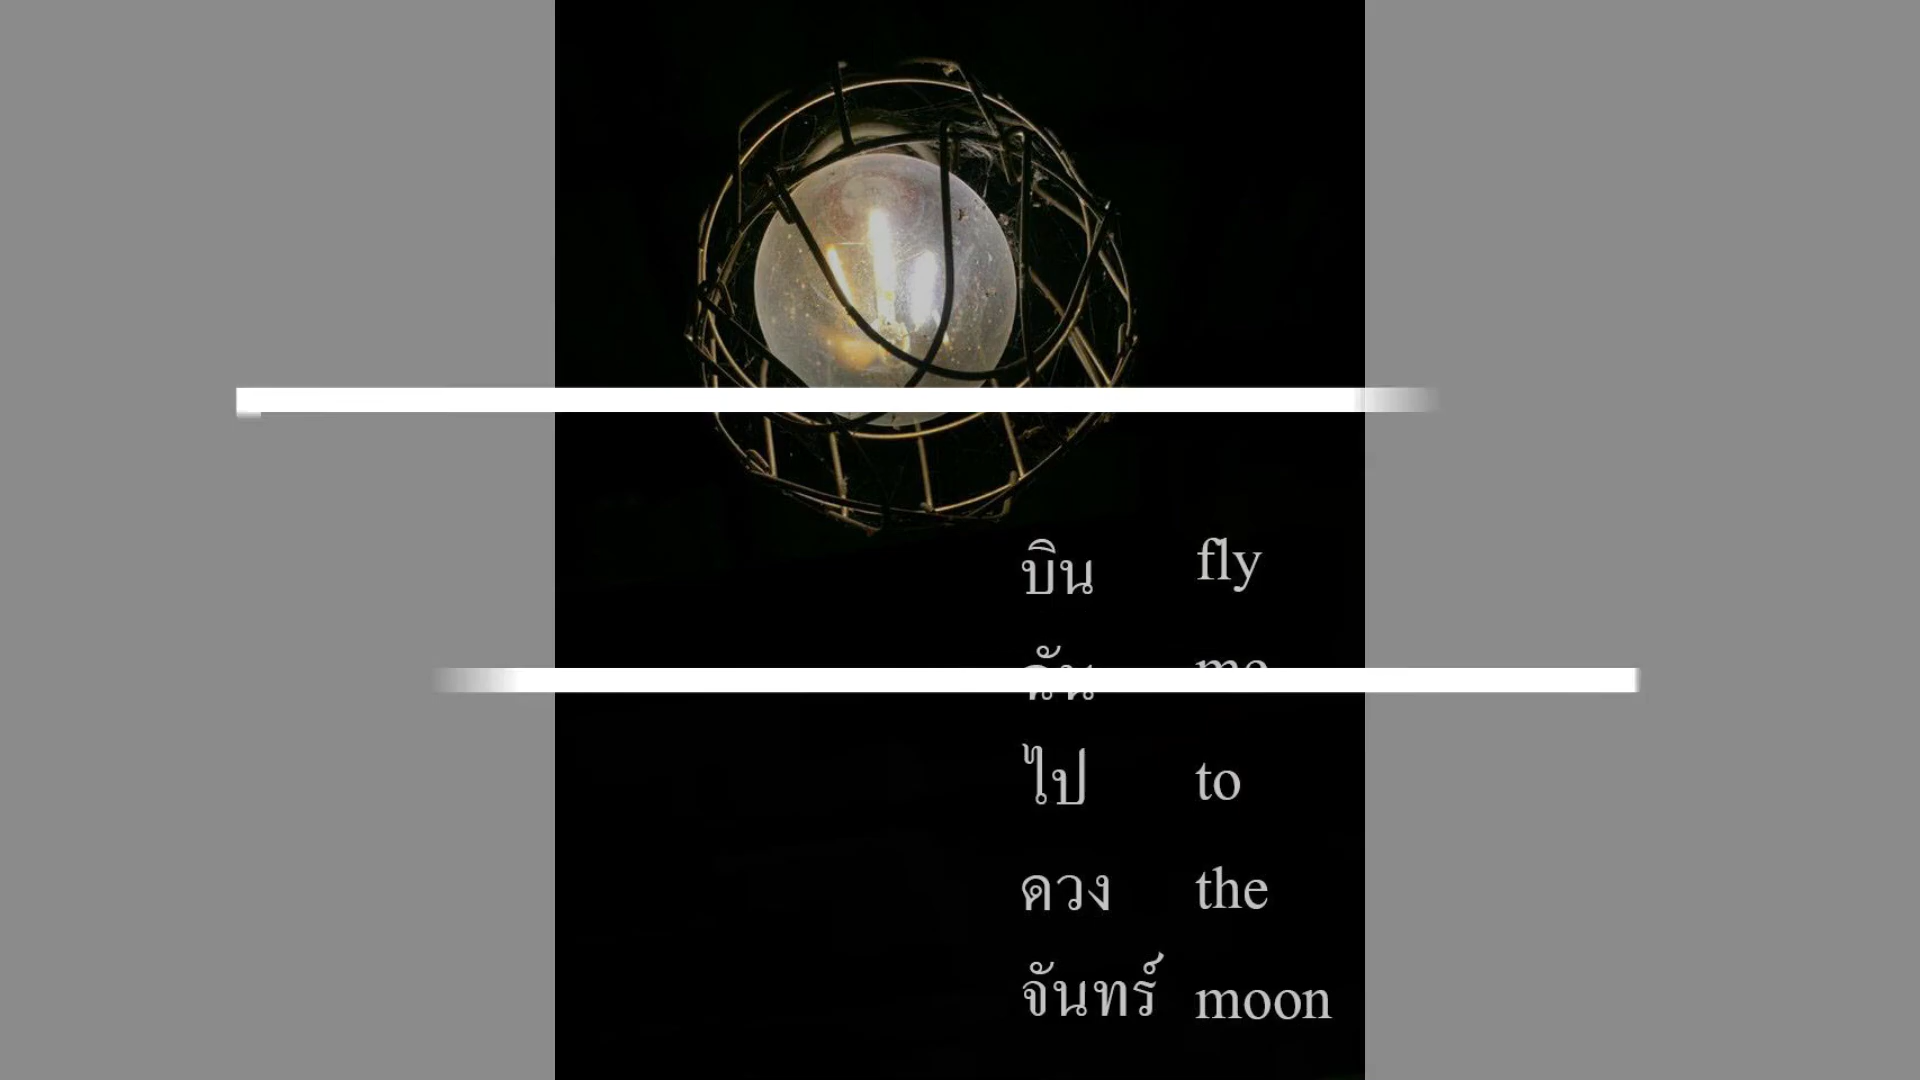 บิน fly
ไป to
ดวง the
จันทร์ moon